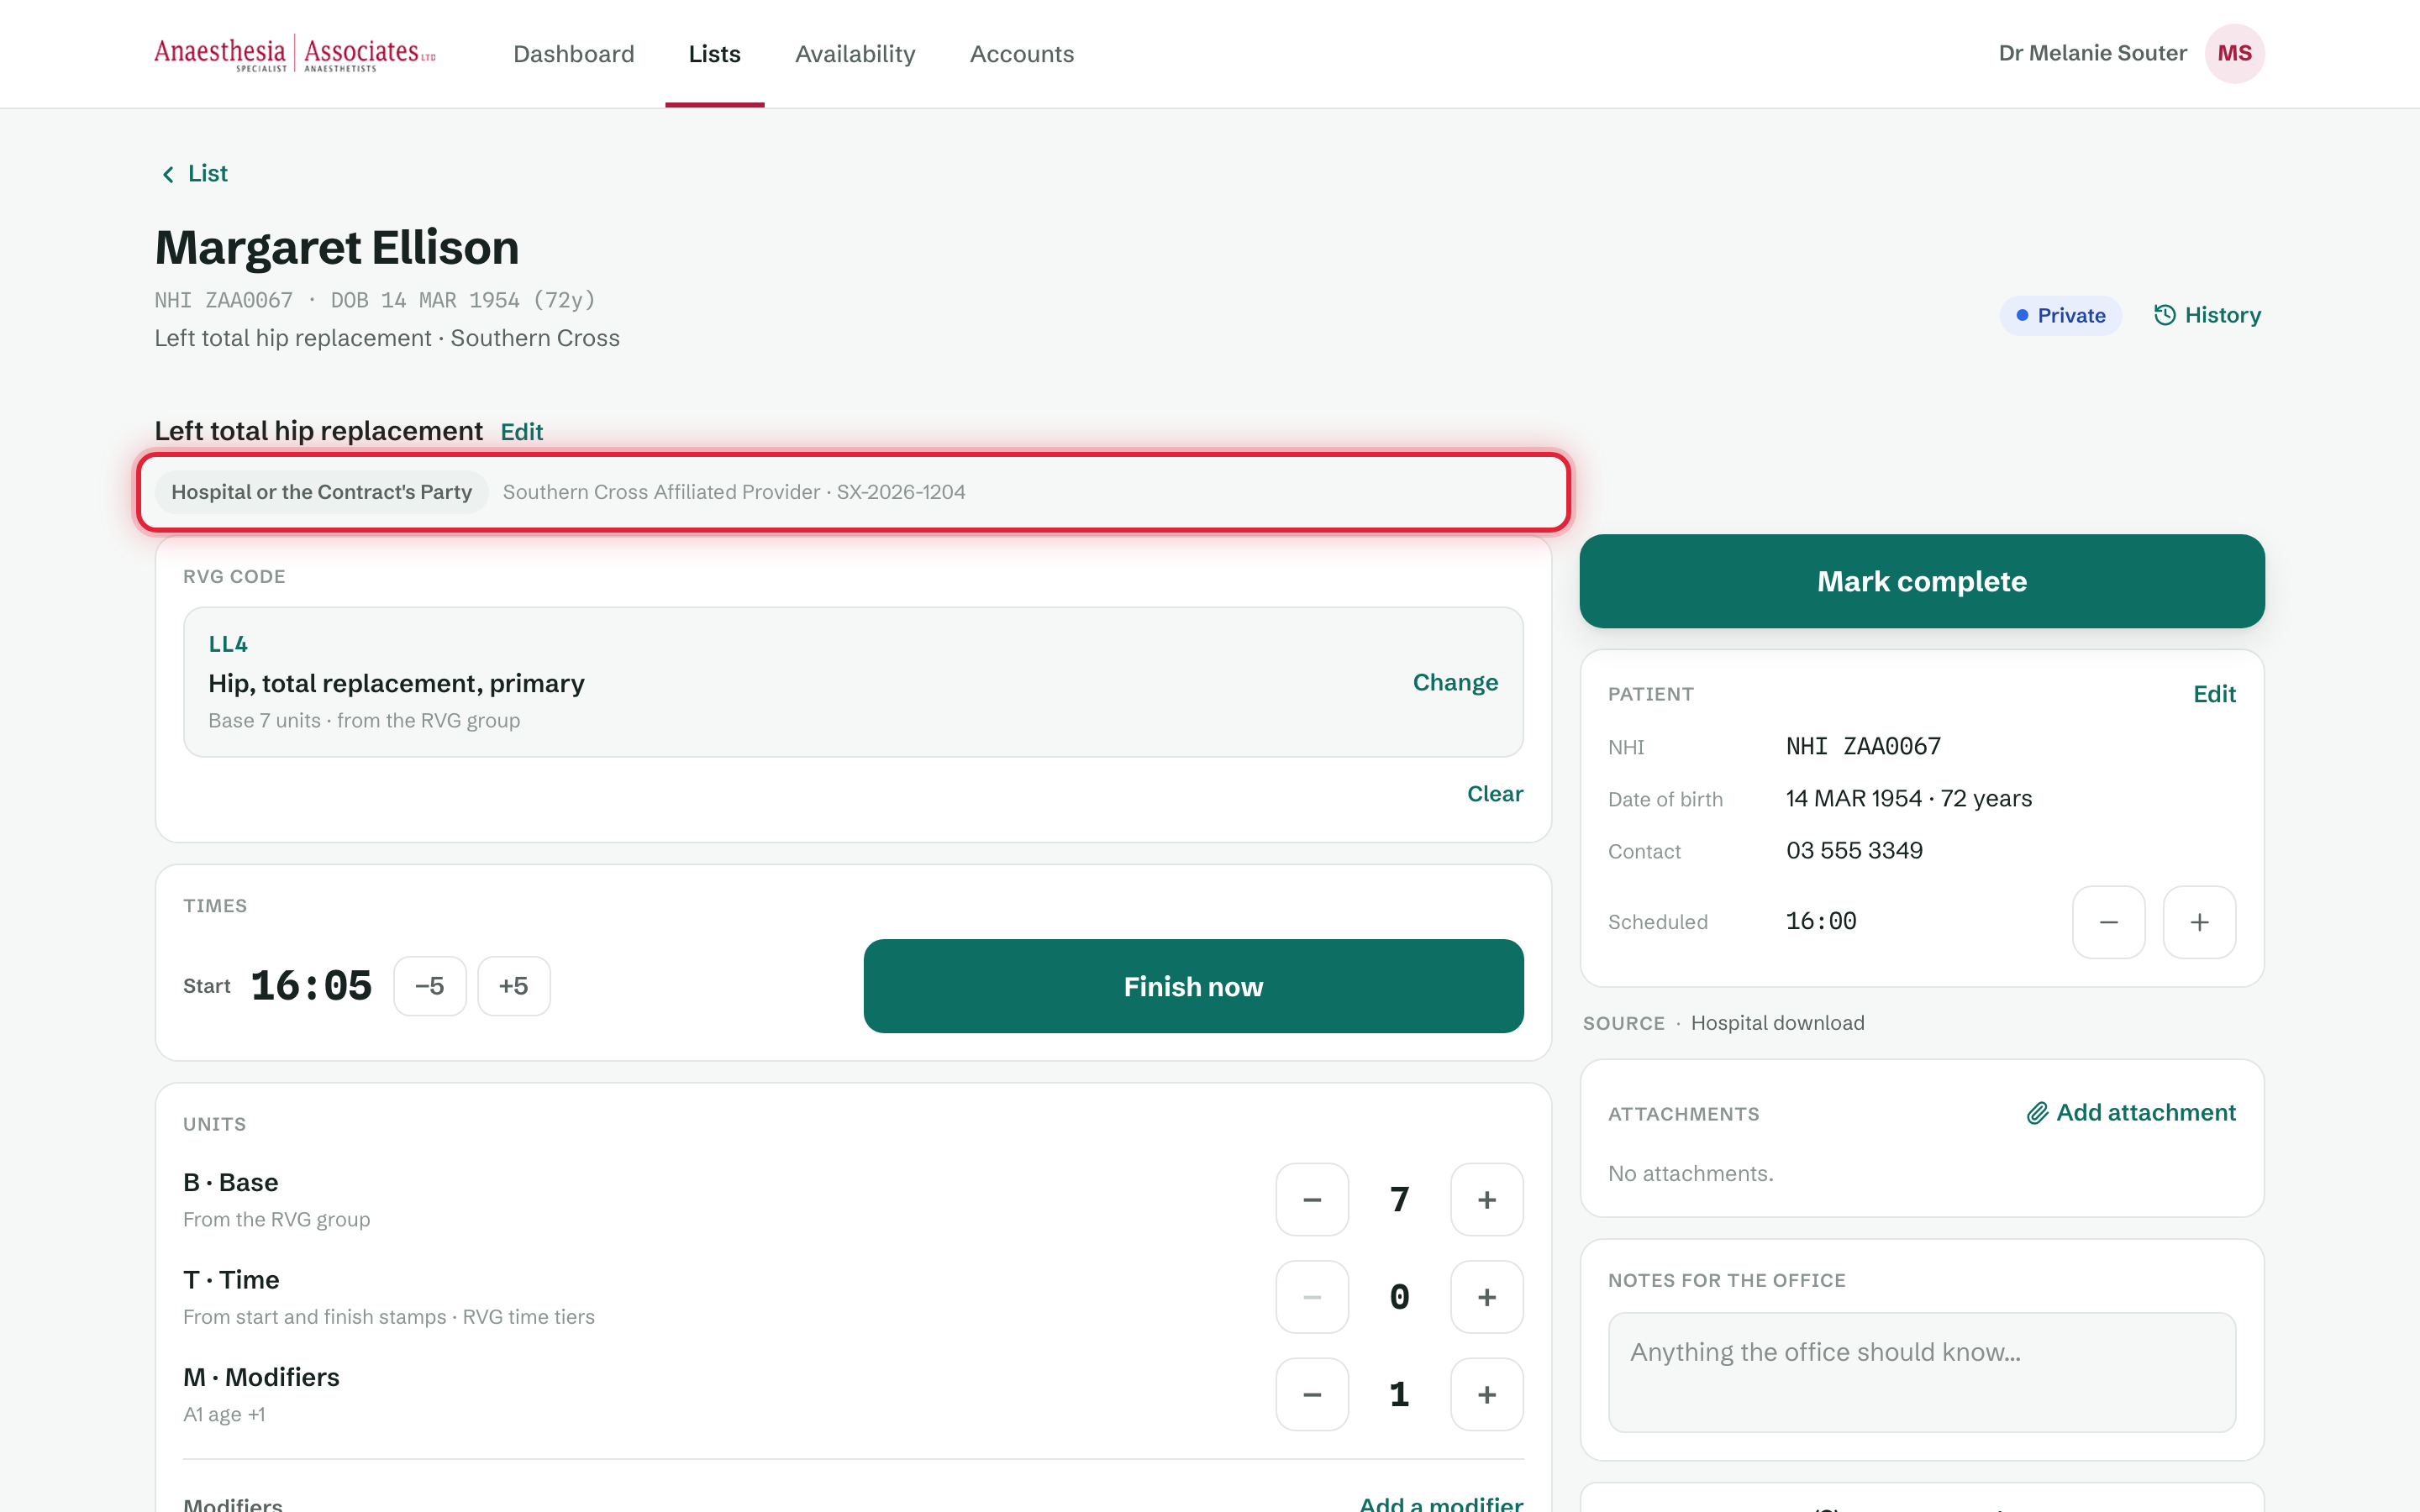 Anaesthesia | Associates LTD
SPECIALIST ANAESTHETISTS
Dashboard
Lists
Availability
Accounts
Dr Melanie Souter
MS
List
Margaret Ellison
NHI ZAA0067 · DOB 14 MAR 1954 (72y)
Left total hip replacement · Southern Cross
Private
History
Left total hip replacement Edit
Hospital or the Contract's Party Southern Cross Affiliated Provider · SX-2026-1204
RVG CODE
LL4
Hip, total replacement, primary
Base 7 units · from the RVG group
Change
Clear
TIMES
Start 16:05 −5 +5
Finish now
UNITS
B · Base
From the RVG group
− 7 +
T · Time
From start and finish stamps · RVG time tiers
− 0 +
M · Modifiers
A1 age +1
− 1 +
Modifiers
Add a modifier
Mark complete
PATIENT
Edit
NHI NHI ZAA0067
Date of birth 14 MAR 1954 · 72 years
Contact 03 555 3349
Scheduled 16:00 − +
SOURCE · Hospital download
ATTACHMENTS
Add attachment
No attachments.
NOTES FOR THE OFFICE
Anything the office should know...